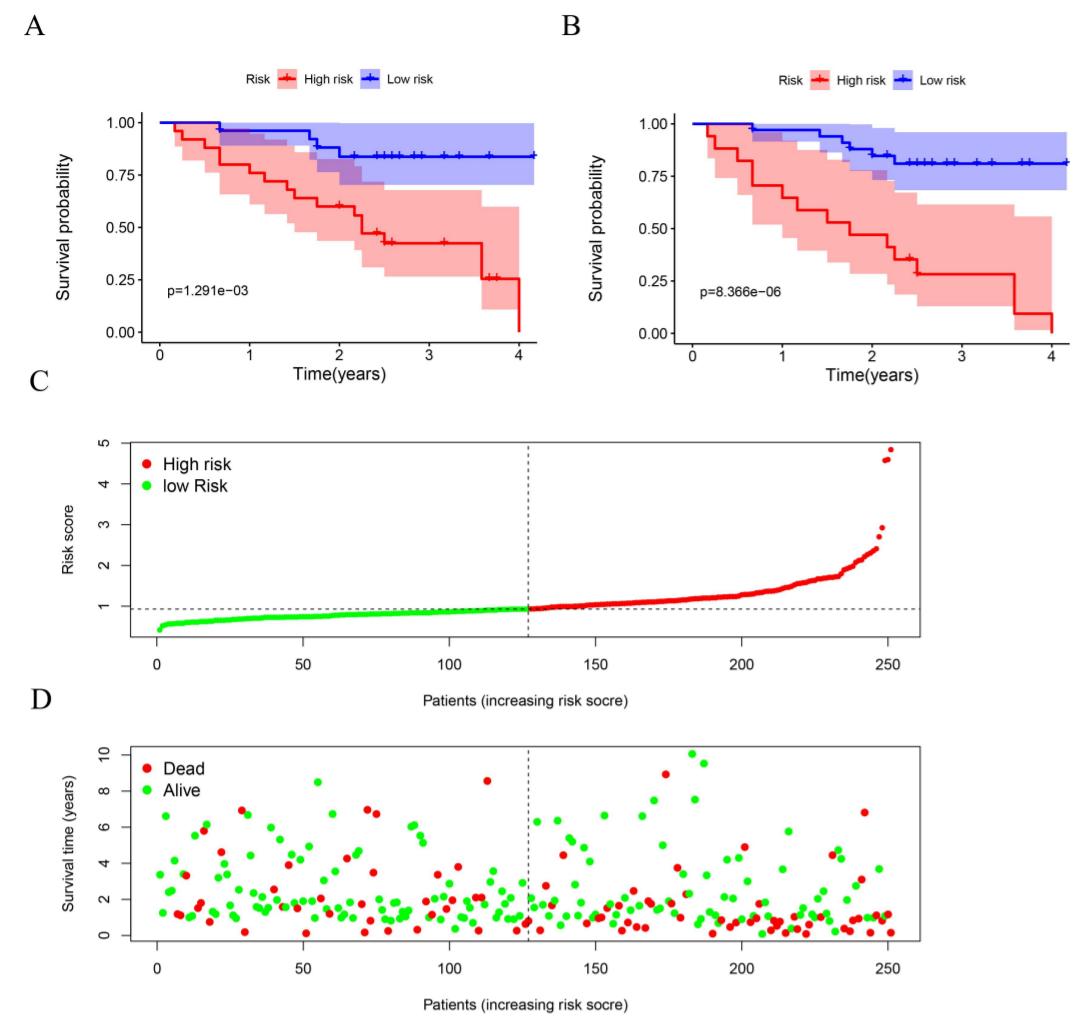 A
B
Risk High risk Low risk
Risk High risk Low risk
Survival probability
1.00
0.75
0.50
0.25
0.00
p=1.291e−03
0 1 2 3 4
Time(years)
Survival probability
1.00
0.75
0.50
0.25
0.00
p=8.366e−06
0 1 2 3 4
Time(years)
C
Risk score
5
4
3
2
1
High risk
low Risk
0 50 100 150 200 250
Patients (increasing risk socre)
D
Survival time (years)
10
8
6
4
2
0
Dead
Alive
0 50 100 150 200 250
Patients (increasing risk socre)